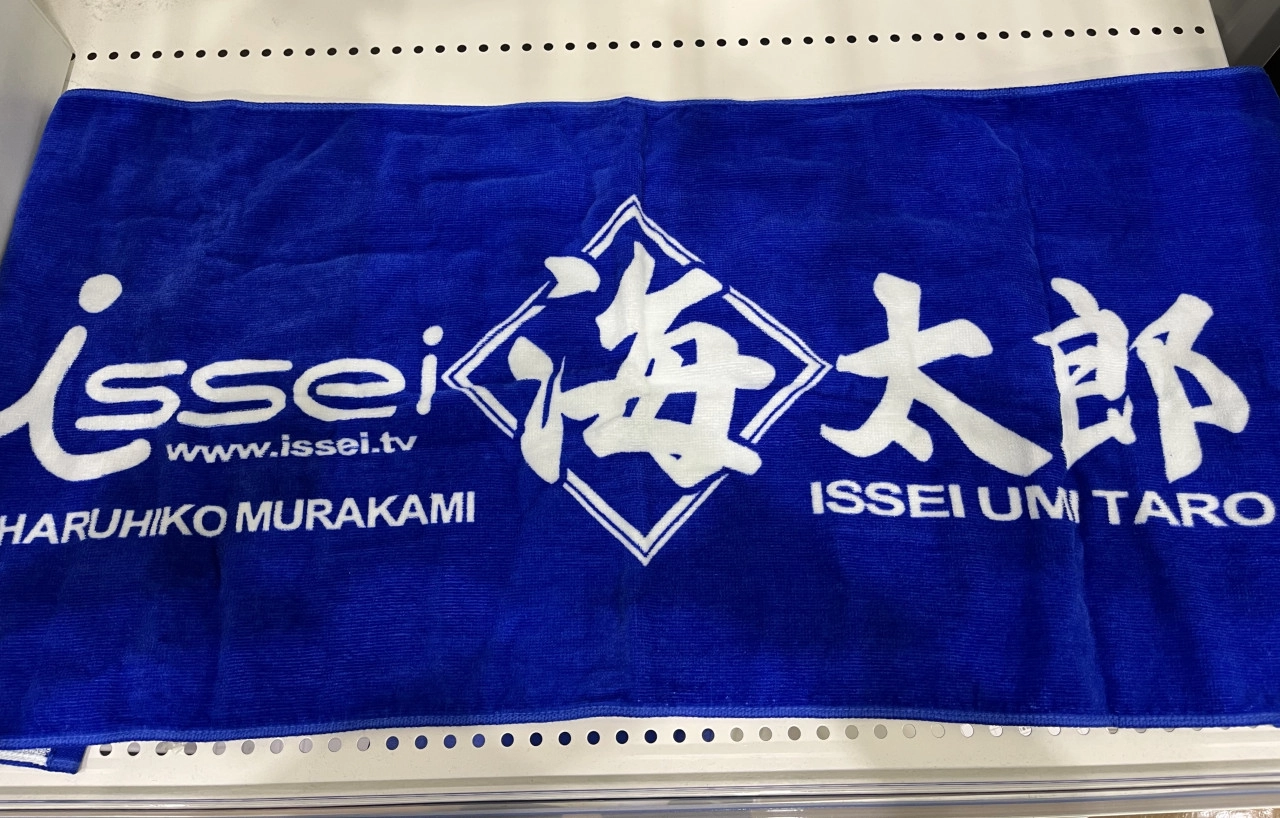 issei
www.issei.tv
HARUHIKO MURAKAMI
海太郎
ISSEI UMI TARO